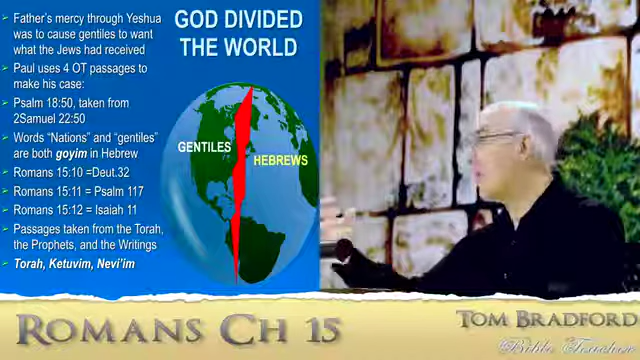 ➢ Father's mercy through Yeshua
was to cause gentiles to want
what the Jews had received
➢ Paul uses 4 OT passages to
make his case:
➢ Psalm 18:50, taken from
2Samuel 22:50
➢ Words “Nations” and “gentiles”
are both goyim in Hebrew
➢ Romans 15:10 =Deut.32
➢ Romans 15:11 = Psalm 117
➢ Romans 15:12 = Isaiah 11
➢ Passages taken from the Torah,
the Prophets, and the Writings
➢ Torah, Ketuvim, Nevi'im
GOD DIVIDED
THE WORLD
GENTILES
HEBREWS
ROMANS CH 15
TOM BRADFORD
Bible Teacher